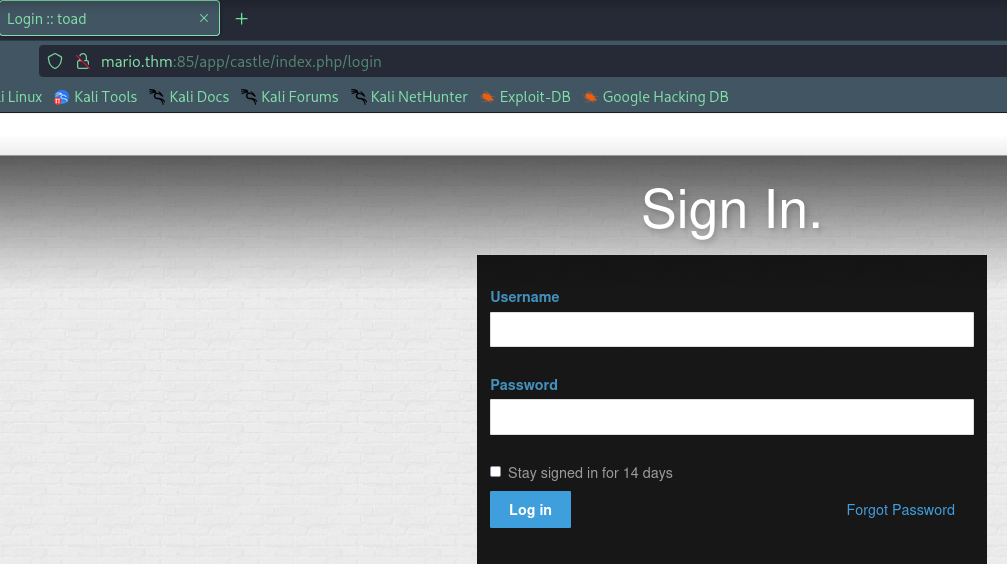 Login :: toad
mario.thm:85/app/castle/index.php/login
i Linux Kali Tools Kali Docs Kali Forums Kali NetHunter Exploit-DB Google Hacking DB
Sign In.
Username
Password
Stay signed in for 14 days
Log in Forgot Password